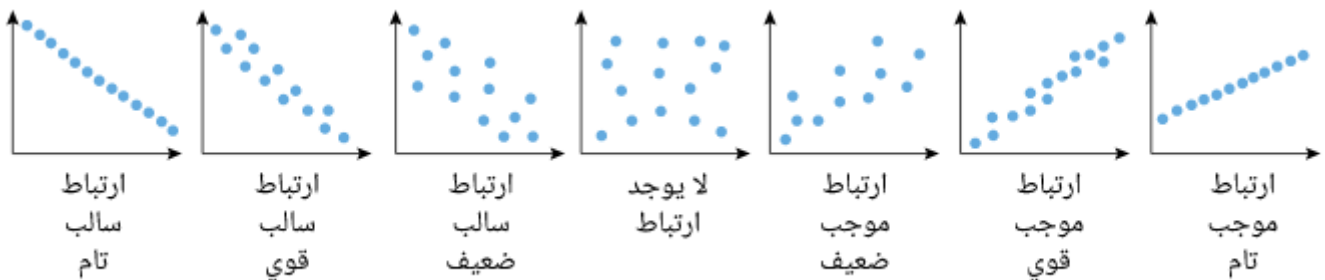 ارتباط
موجب
تام
ارتباط
موجب
قوي
ارتباط
موجب
ضعيف
لا يوجد
ارتباط
ارتباط
سالب
ضعيف
ارتباط
سالب
قوي
ارتباط
سالب
تام